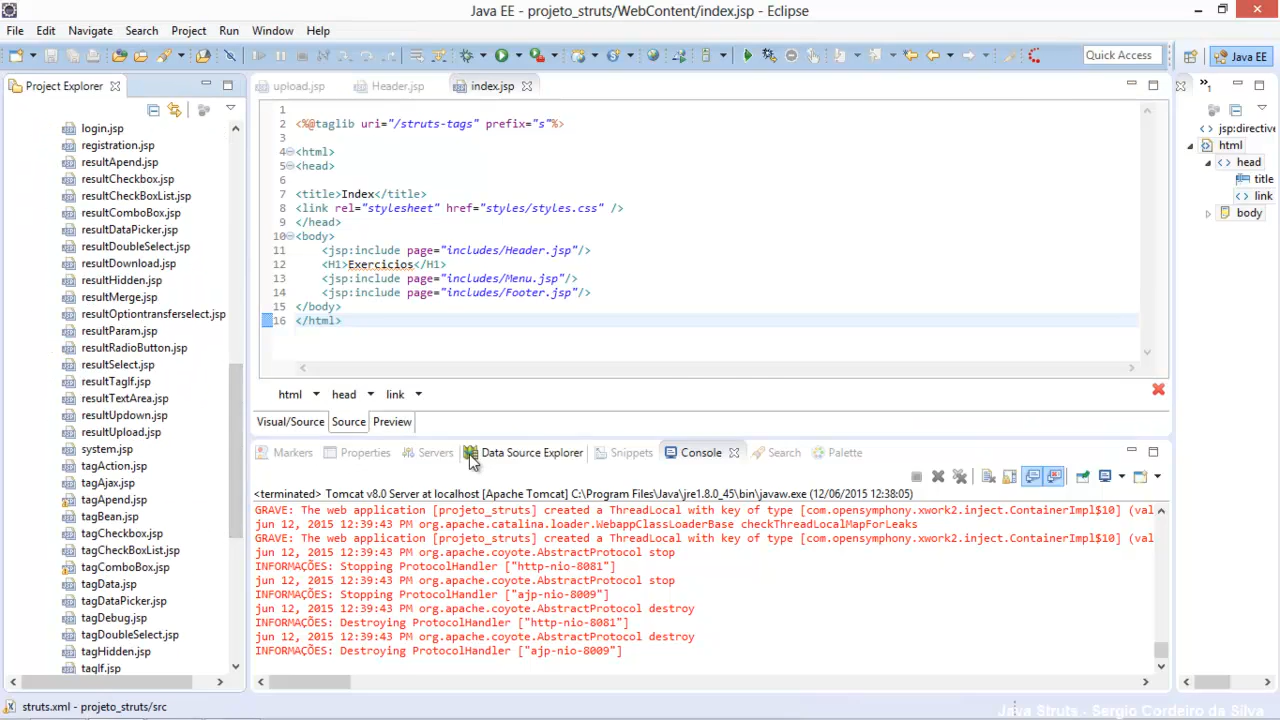 Java EE - projeto_struts/WebContent/index.jsp - Eclipse
File Edit Navigate Search Project Run Window Help
Quick Access
Java EE
Project Explorer
upload.jsp
Header.jsp
index.jsp
login.jsp
registration.jsp
resultApend.jsp
resultCheckbox.jsp
resultCheckBoxList.jsp
resultComboBox.jsp
resultDataPicker.jsp
resultDoubleSelect.jsp
resultDownload.jsp
resultHidden.jsp
resultMerge.jsp
resultOptiontransferselect.jsp
resultParam.jsp
resultRadioButton.jsp
resultSelect.jsp
resultTagIf.jsp
resultTextArea.jsp
resultUpdown.jsp
resultUpload.jsp
system.jsp
tagAction.jsp
tagAjax.jsp
tagApend.jsp
tagBean.jsp
tagCheckbox.jsp
tagCheckBoxList.jsp
tagComboBox.jsp
tagData.jsp
tagDataPicker.jsp
tagDebug.jsp
tagDoubleSelect.jsp
tagHidden.jsp
tagIf.jsp
1
2 <%@taglib uri="/struts-tags" prefix="s"%>
3
4 <html>
5 <head>
6
7 <title>Index</title>
8 <link rel="stylesheet" href="styles/styles.css" />
9 </head>
10 <body>
11 <jsp:include page="includes/Header.jsp"/>
12 <H1>Exercicios</H1>
13 <jsp:include page="includes/Menu.jsp"/>
14 <jsp:include page="includes/Footer.jsp"/>
15 </body>
16 </html>
html head link
Visual/Source Source Preview
1
jsp:directive
html
head
title
link
body
Markers Properties Servers Data Source Explorer Snippets Console Search Palette
<terminated> Tomcat v8.0 Server at localhost [Apache Tomcat] C:\Program Files\Java\jre1.8.0_45\bin\javaw.exe (12/06/2015 12:38:05)
GRAVE: The web application [projeto_struts] created a ThreadLocal with key of type [com.opensymphony.xwork2.inject.ContainerImpl$10] (val
jun 12, 2015 12:39:43 PM org.apache.catalina.loader.WebappClassLoaderBase checkThreadLocalMapForLeaks
GRAVE: The web application [projeto_struts] created a ThreadLocal with key of type [com.opensymphony.xwork2.inject.ContainerImpl$10] (val
jun 12, 2015 12:39:43 PM org.apache.coyote.AbstractProtocol stop
INFORMAÇÕES: Stopping ProtocolHandler ["http-nio-8081"]
jun 12, 2015 12:39:43 PM org.apache.coyote.AbstractProtocol stop
INFORMAÇÕES: Stopping ProtocolHandler ["ajp-nio-8009"]
jun 12, 2015 12:39:43 PM org.apache.coyote.AbstractProtocol destroy
INFORMAÇÕES: Destroying ProtocolHandler ["http-nio-8081"]
jun 12, 2015 12:39:43 PM org.apache.coyote.AbstractProtocol destroy
INFORMAÇÕES: Destroying ProtocolHandler ["ajp-nio-8009"]
struts.xml - projeto_struts/src
Java Struts - Sergio Cordeiro da Silva